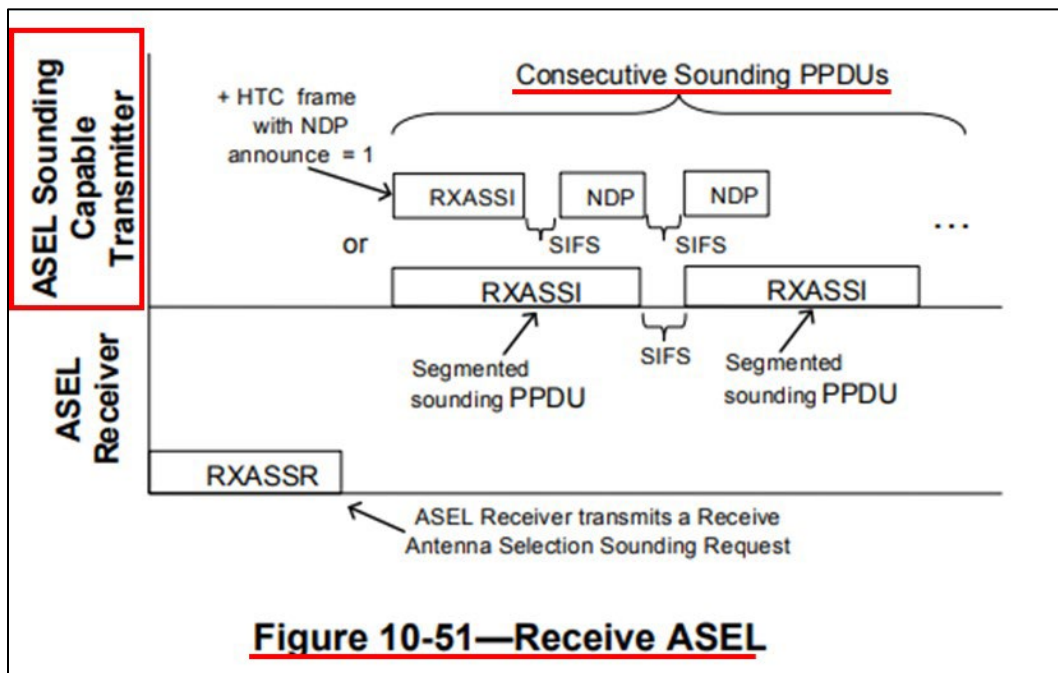 ASEL Sounding
Capable
Transmitter
Consecutive Sounding PPDUs
+ HTC frame
with NDP
announce = 1
RXASSI
NDP
NDP
SIFS
SIFS
...
or
RXASSI
RXASSI
SIFS
Segmented
sounding PPDU
Segmented
sounding PPDU
ASEL
Receiver
RXASSR
ASEL Receiver transmits a Receive
Antenna Selection Sounding Request
Figure 10-51—Receive ASEL